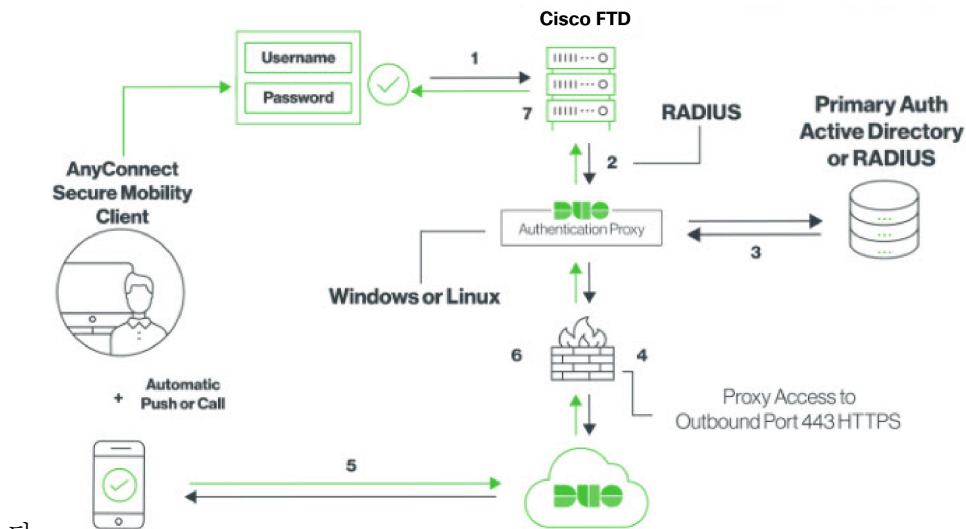 Cisco FTD
Username
Password
1
7
AnyConnect
Secure Mobility
Client
2
RADIUS
Primary Auth
Active Directory
or RADIUS
DUO
Authentication Proxy
3
Windows or Linux
6
4
+
Automatic
Push or Call
Proxy Access to
Outbound Port 443 HTTPS
5
DUO